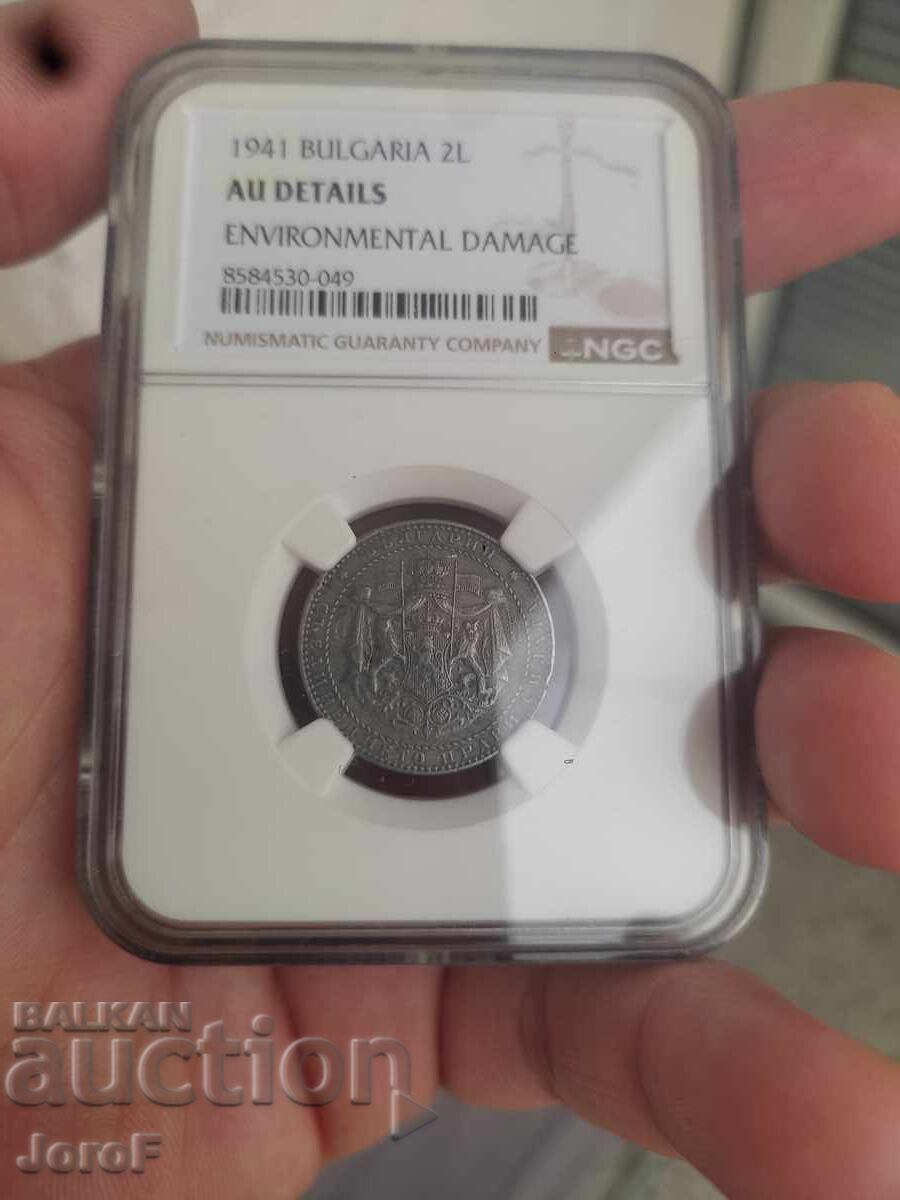 1941 BULGARIA 2L
AU DETAILS
ENVIRONMENTAL DAMAGE
8584530-049
NUMISMATIC GUARANTY COMPANY NGC
BALKAN
auction
JoroF